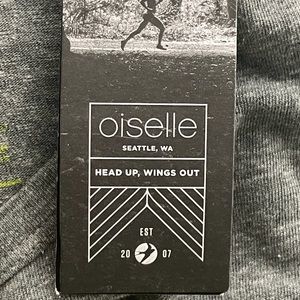 oiselle
SEATTLE, WA
HEAD UP, WINGS OUT
EST
20 07